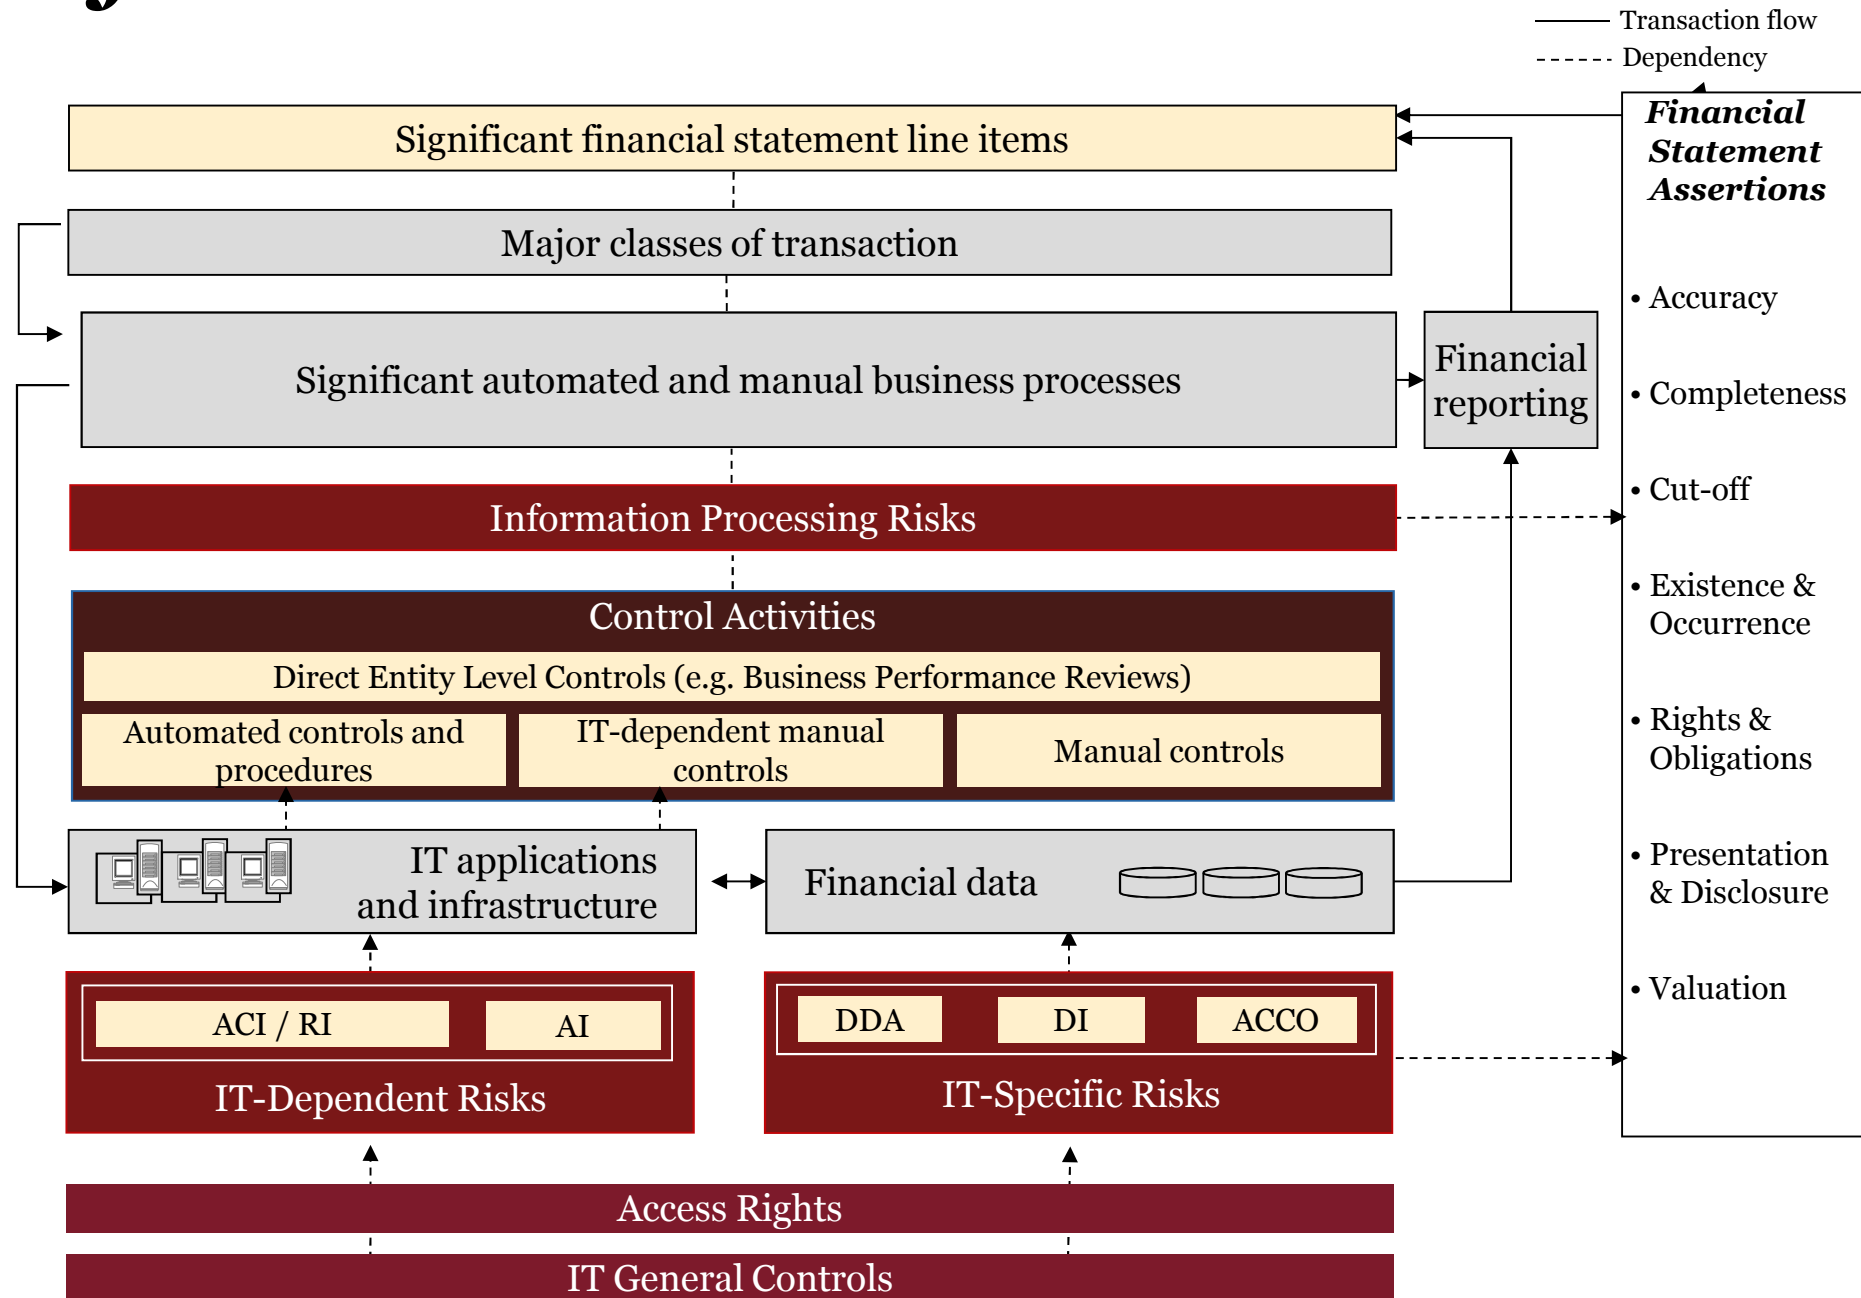 Transaction flow
Dependency
Significant financial statement line items
Major classes of transaction
Significant automated and manual business processes
Financial
reporting
Information Processing Risks
Control Activities
Direct Entity Level Controls (e.g. Business Performance Reviews)
Automated controls and
procedures
IT-dependent manual
controls
Manual controls
IT applications
and infrastructure
Financial data
ACI / RI
AI
IT-Dependent Risks
DDA
DI
ACCO
IT-Specific Risks
Access Rights
IT General Controls
Financial
Statement
Assertions
• Accuracy
• Completeness
• Cut-off
• Existence &
Occurrence
• Rights &
Obligations
• Presentation
& Disclosure
• Valuation